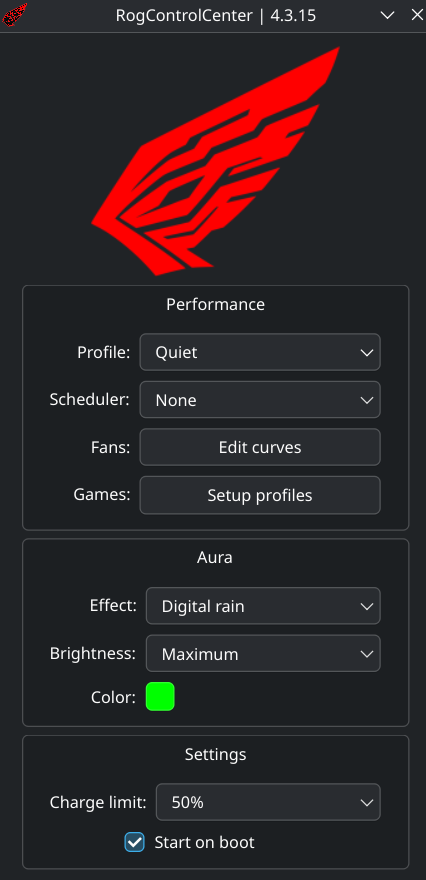 RogControlCenter | 4.3.15
Performance
Profile: Quiet
Scheduler: None
Fans: Edit curves
Games: Setup profiles
Aura
Effect: Digital rain
Brightness: Maximum
Color:
Settings
Charge limit: 50%
Start on boot